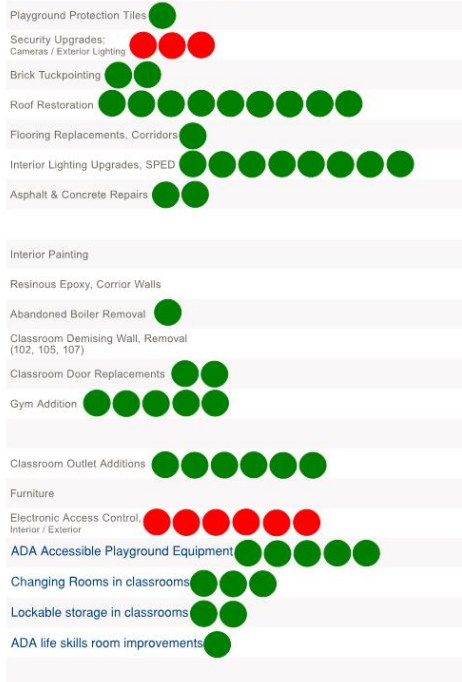 Playground Protection Tiles
Security Upgrades:
Cameras / Exterior Lighting
Brick Tuckpointing
Roof Restoration
Flooring Replacements, Corridors
Interior Lighting Upgrades, SPED
Asphalt & Concrete Repairs
Interior Painting
Resinous Epoxy, Corrior Walls
Abandoned Boiler Removal
Classroom Demising Wall, Removal
(102, 105, 107)
Classroom Door Replacements
Gym Addition
Classroom Outlet Additions
Furniture
Electronic Access Control,
Interior / Exterior
ADA Accessible Playground Equipment
Changing Rooms in classrooms
Lockable storage in classrooms
ADA life skills room improvements